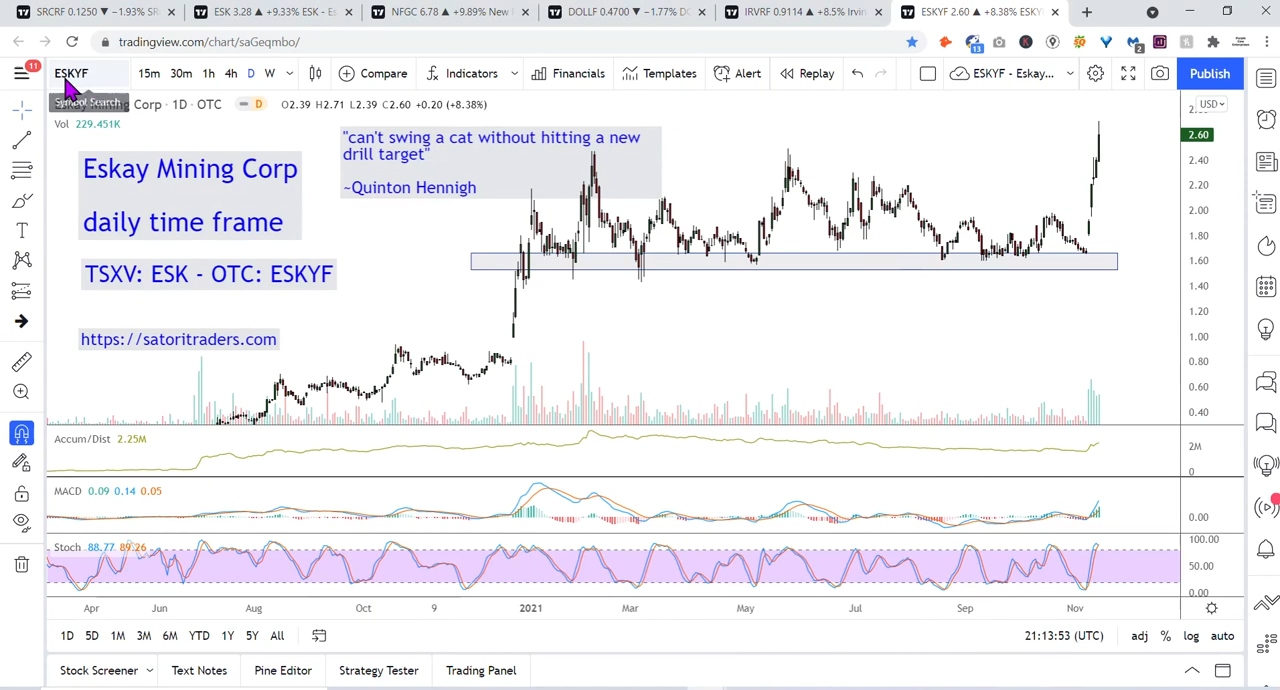 SRCRF 0.1250 ▼ −1.93% SR
ESK 3.28 ▲ +9.33% ESK - Es
NFGC 6.78 ▲ +9.89% New
DOLLF 0.4700 ▼ −1.77% DO
IRVRF 0.9114 ▲ +8.5% Irvin
ESKYF 2.60 ▲ +8.38% ESKY
tradingview.com/chart/saGeqmbo/
13
2
11
ESKYF
15m 30m 1h 4h D W
Compare
Indicators
Financials
Templates
Alert
Replay
ESKYF - Eskay...
Publish
Symbol Search
Corp · 1D · OTC
D
O2.39 H2.71 L2.39 C2.60 +0.20 (+8.38%)
USD
Vol 229.451K
Eskay Mining Corp
daily time frame
TSXV: ESK - OTC: ESKYF
https://satoritraders.com
"can't swing a cat without hitting a new
drill target"
~Quinton Hennigh
2.60
2.40
2.20
2.00
1.80
1.60
1.40
1.20
1.00
0.80
0.60
0.40
Accum/Dist 2.25M
2M
0
MACD 0.09 0.14 0.05
0.00
Stoch 88.77 89.26
100.00
50.00
0.00
Apr Jun Aug Oct 9 2021 Mar May Jul Sep Nov
1D 5D 1M 3M 6M YTD 1Y 5Y All
21:13:53 (UTC)
adj % log auto
Stock Screener
Text Notes
Pine Editor
Strategy Tester
Trading Panel